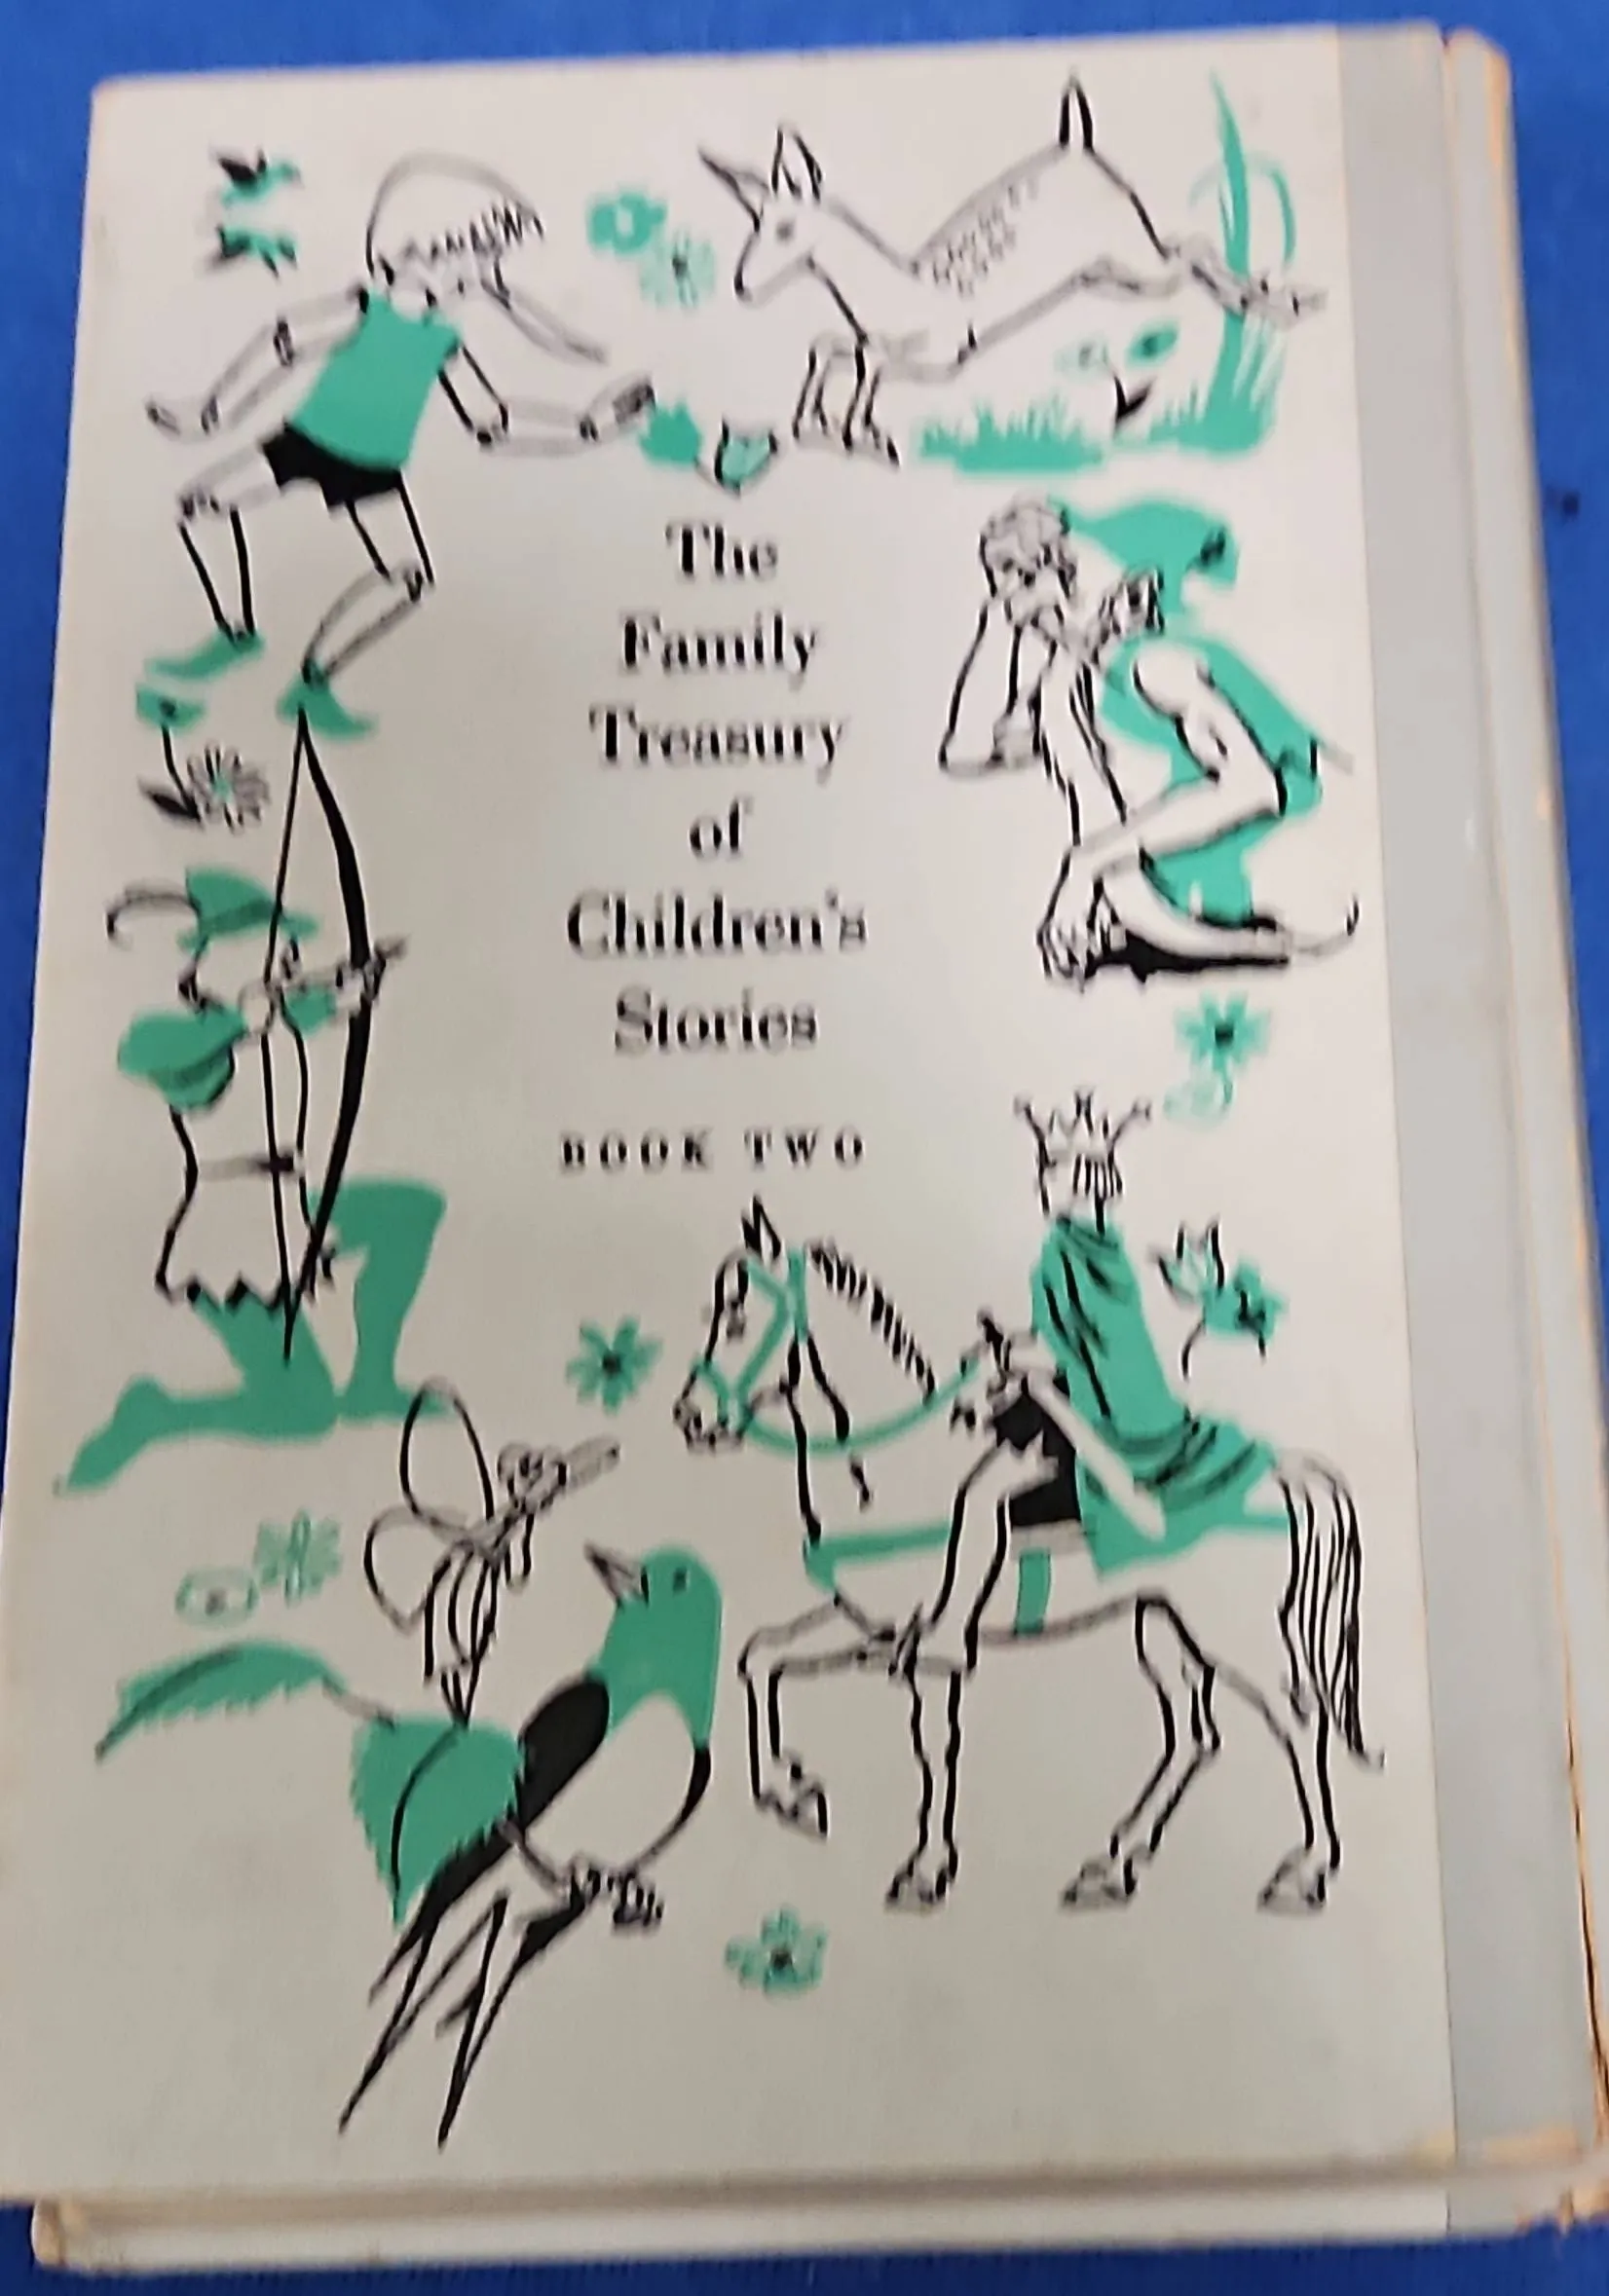 The
Family
Treasury
of
Children's
Stories
BOOK TWO